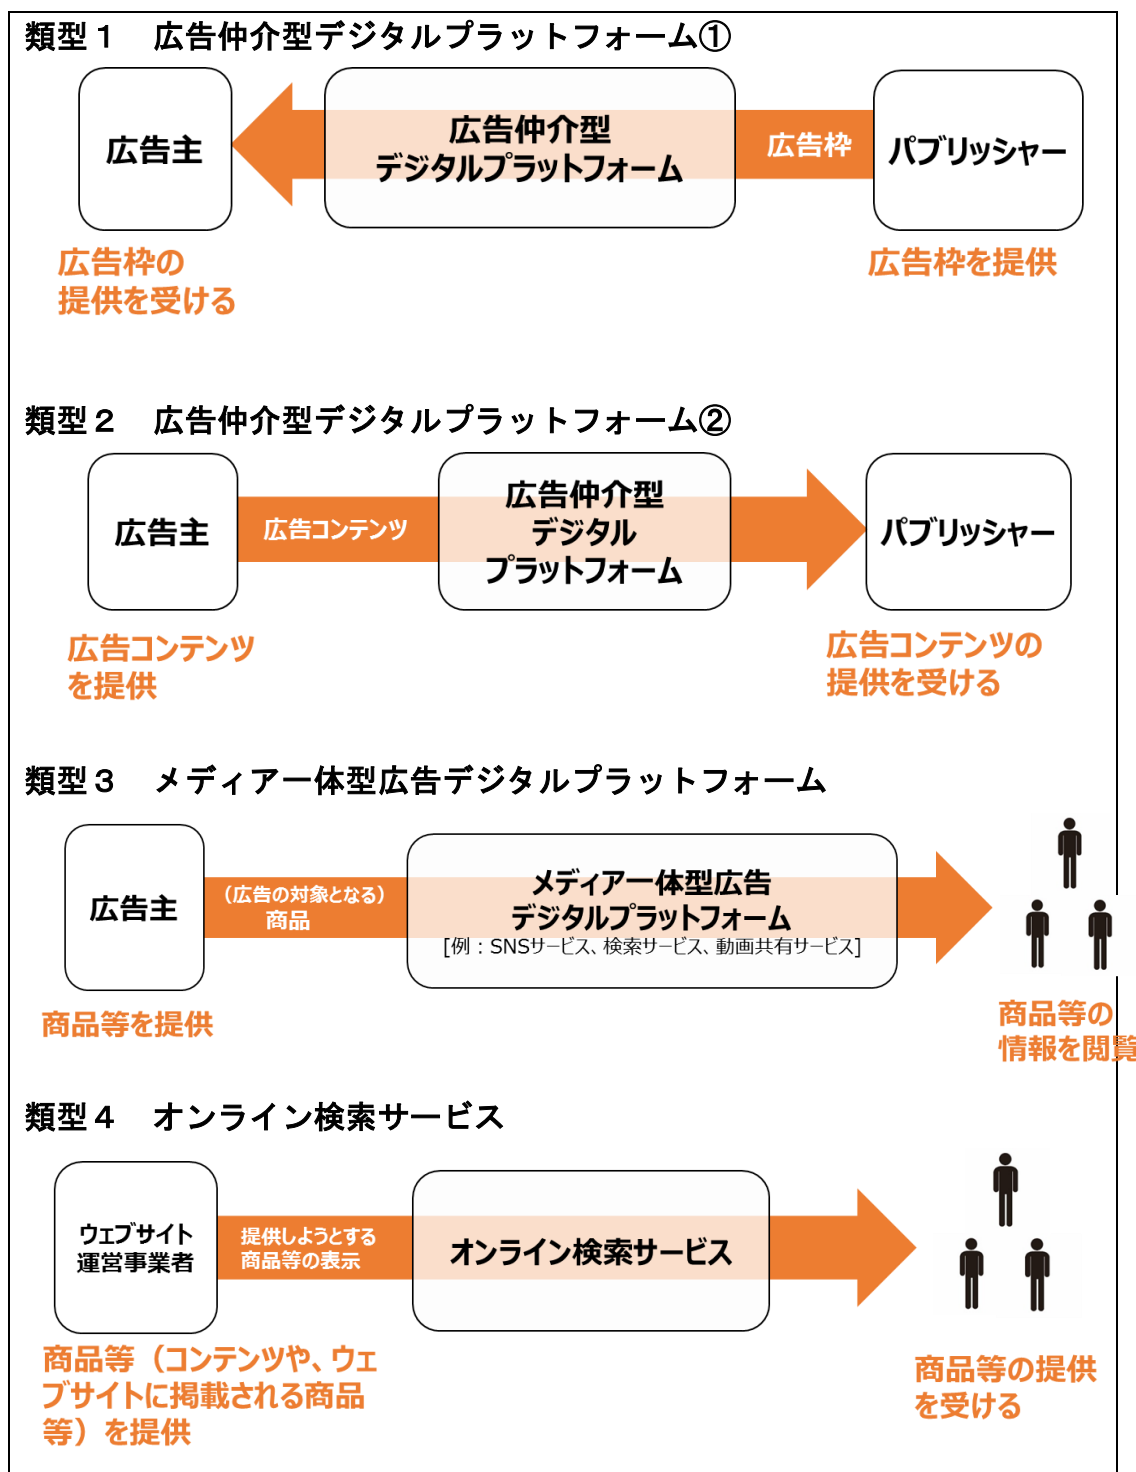 類型１　広告仲介型デジタルプラットフォーム①
広告主
広告仲介型
デジタルプラットフォーム
広告枠
パブリッシャー
広告枠の
提供を受ける
広告枠を提供
類型２　広告仲介型デジタルプラットフォーム②
広告主
広告コンテンツ
広告仲介型
デジタル
プラットフォーム
パブリッシャー
広告コンテンツ
を提供
広告コンテンツの
提供を受ける
類型３　メディア一体型広告デジタルプラットフォーム
広告主
（広告の対象となる）
商品
メディア一体型広告
デジタルプラットフォーム
[例：SNSサービス、検索サービス、動画共有サービス]
商品等を提供
商品等の
情報を閲覧
類型４　オンライン検索サービス
ウェブサイト
運営事業者
提供しようとする
商品等の表示
オンライン検索サービス
商品等（コンテンツや、ウェ
ブサイトに掲載される商品
等）を提供
商品等の提供
を受ける